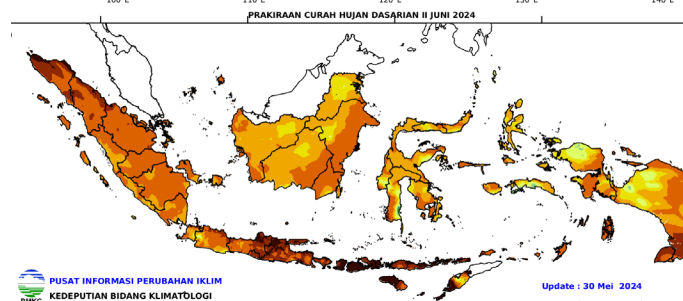 100°E 110°E 120°E 130°E 140°E
PRAKIRAAN CURAH HUJAN DASARIAN II JUNI 2024
PUSAT INFORMASI PERUBAHAN IKLIM
Update : 30 Mei 2024
KEDEPUTIAN BIDANG KLIMATOLOGI
BMKG